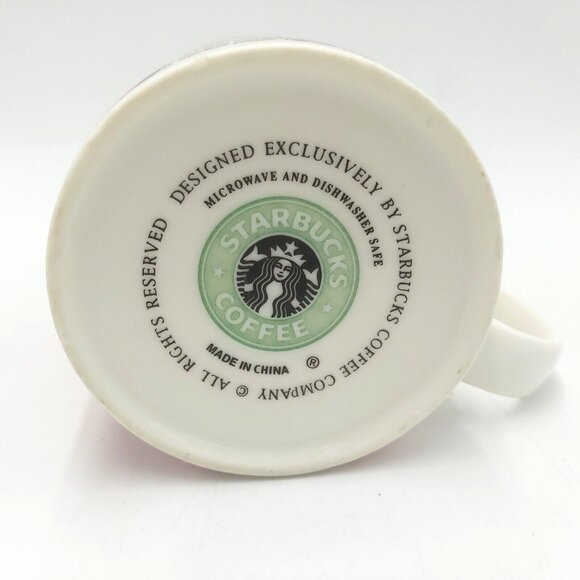 DESIGNED EXCLUSIVELY BY STARBUCKS COFFEE COMPANY © ALL RIGHTS RESERVED
MICROWAVE AND DISHWASHER SAFE
STARBUCKS
COFFEE
MADE IN CHINA ®